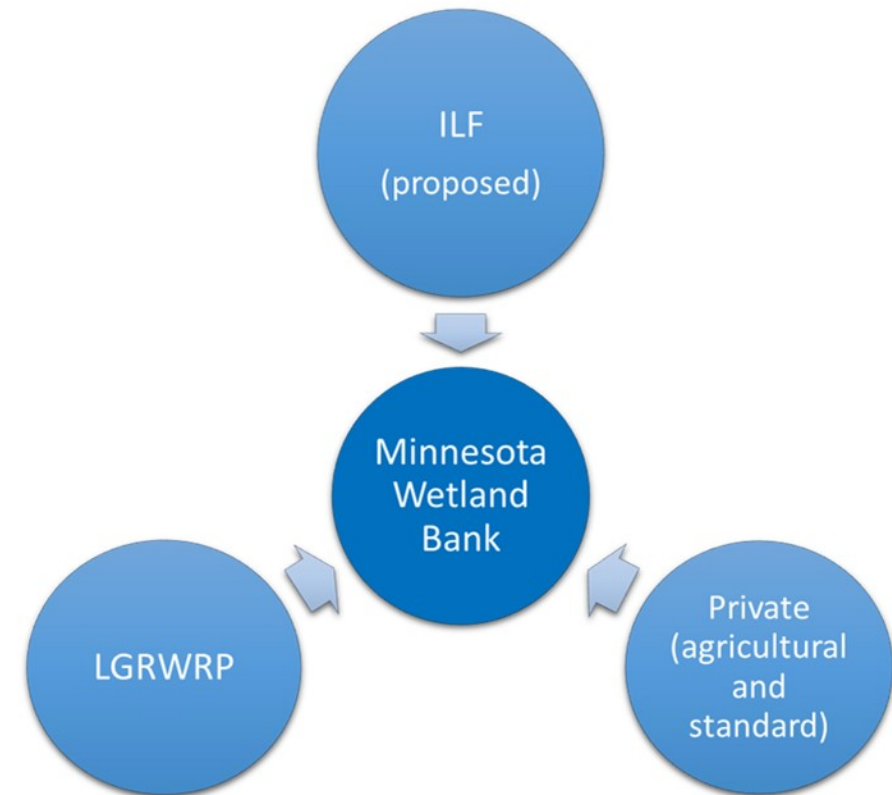 ILF
(proposed)
Minnesota
Wetland
Bank
LGRWRP
Private
(agricultural
and
standard)